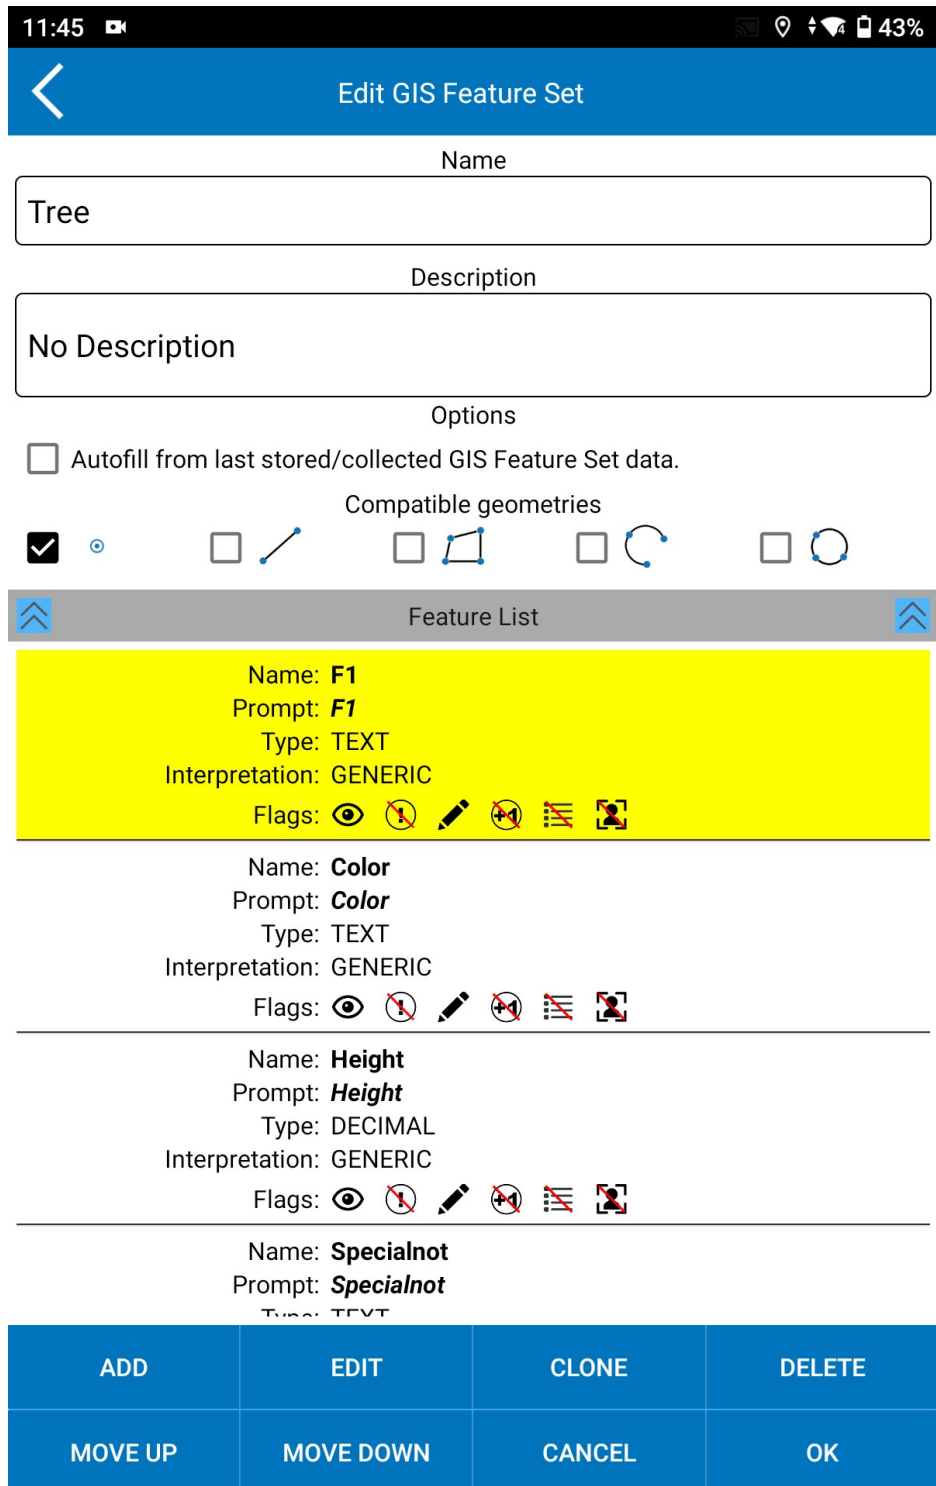 11:45 43%
Edit GIS Feature Set
Name
Tree
Description
No Description
Options
Autofill from last stored/collected GIS Feature Set data.
Compatible geometries
Feature List
Name: F1
Prompt: F1
Type: TEXT
Interpretation: GENERIC
Flags:
Name: Color
Prompt: Color
Type: TEXT
Interpretation: GENERIC
Flags:
Name: Height
Prompt: Height
Type: DECIMAL
Interpretation: GENERIC
Flags:
Name: Specialnot
Prompt: Specialnot
Type: TEXT
ADD EDIT CLONE DELETE
MOVE UP MOVE DOWN CANCEL OK